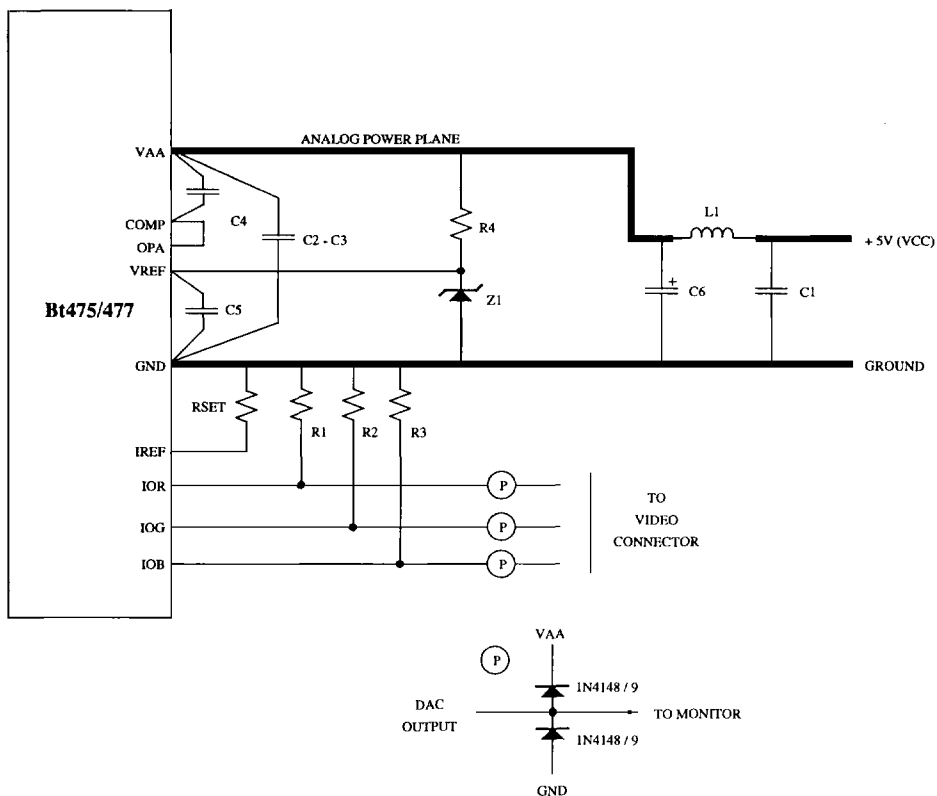 ANALOG POWER PLANE
VAA
C4
COMP
OPA
VREF
C2 - C3
R4
L1
+ 5V (VCC)
Bt475/477
C5
Z1
+
C6
C1
GND
GROUND
RSET
R1
R2
R3
IREF
IOR
P
IOG
P
IOB
P
TO
VIDEO
CONNECTOR
VAA
P
1N4148 / 9
DAC
OUTPUT
TO MONITOR
1N4148 / 9
GND